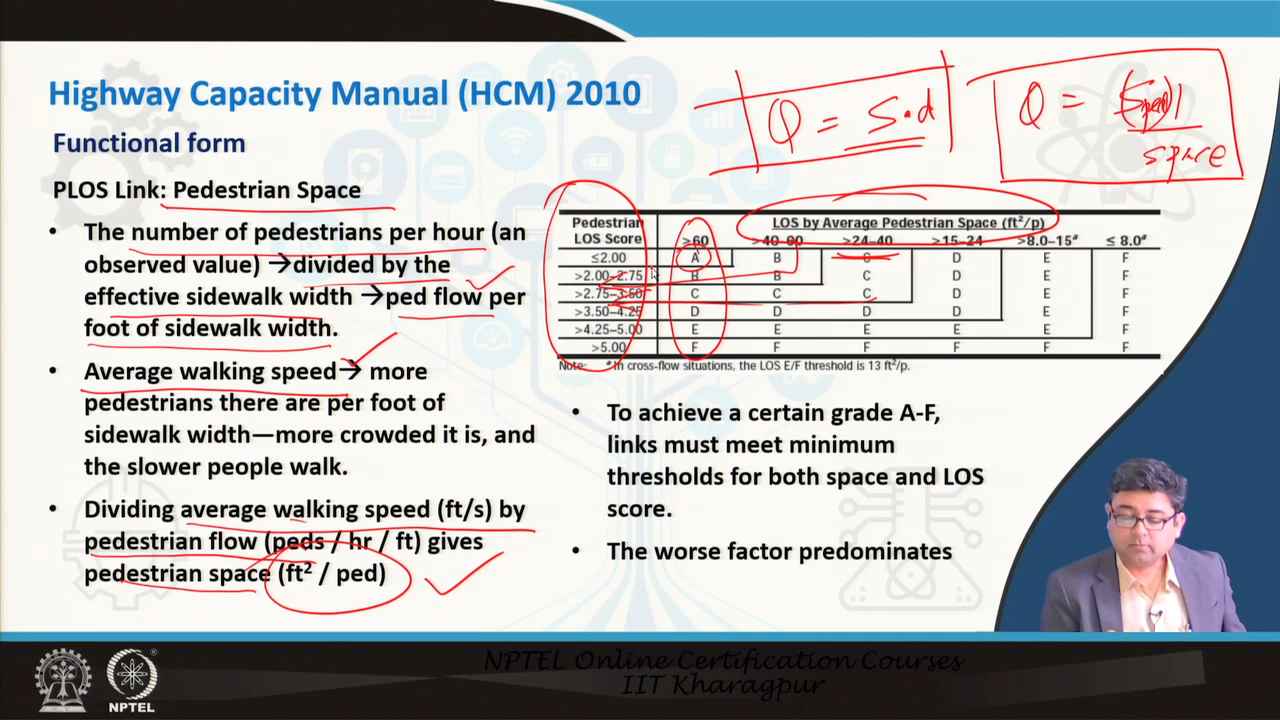 Highway Capacity Manual (HCM) 2010
Functional form
PLOS Link: Pedestrian Space
• The number of pedestrians per hour (an
observed value) →divided by the
effective sidewalk width →ped flow per
foot of sidewalk width.
• Average walking speed→ more
pedestrians there are per foot of
sidewalk width—more crowded it is, and
the slower people walk.
• Dividing average walking speed (ft/s) by
pedestrian flow (peds / hr / ft) gives
pedestrian space (ft² / ped)
Q = S.d
Q = (Sped)
space
Pedestrian LOS by Average Pedestrian Space (ft²/p)
LOS Score >60 >40–60 >24–40 >15–24 >8.0–15ª ≤ 8.0ª
≤2.00 A B C D E F
>2.00–2.75 B B C D E F
>2.75–3.50 C C C D E F
>3.50–4.25 D D D D E F
>4.25–5.00 E E E E E F
>5.00 F F F F F F
Note: ª In cross-flow situations, the LOS E/F threshold is 13 ft²/p.
• To achieve a certain grade A-F,
links must meet minimum
thresholds for both space and LOS
score.
• The worse factor predominates
NPTEL Online Certification Courses
IIT Kharagpur
NPTEL